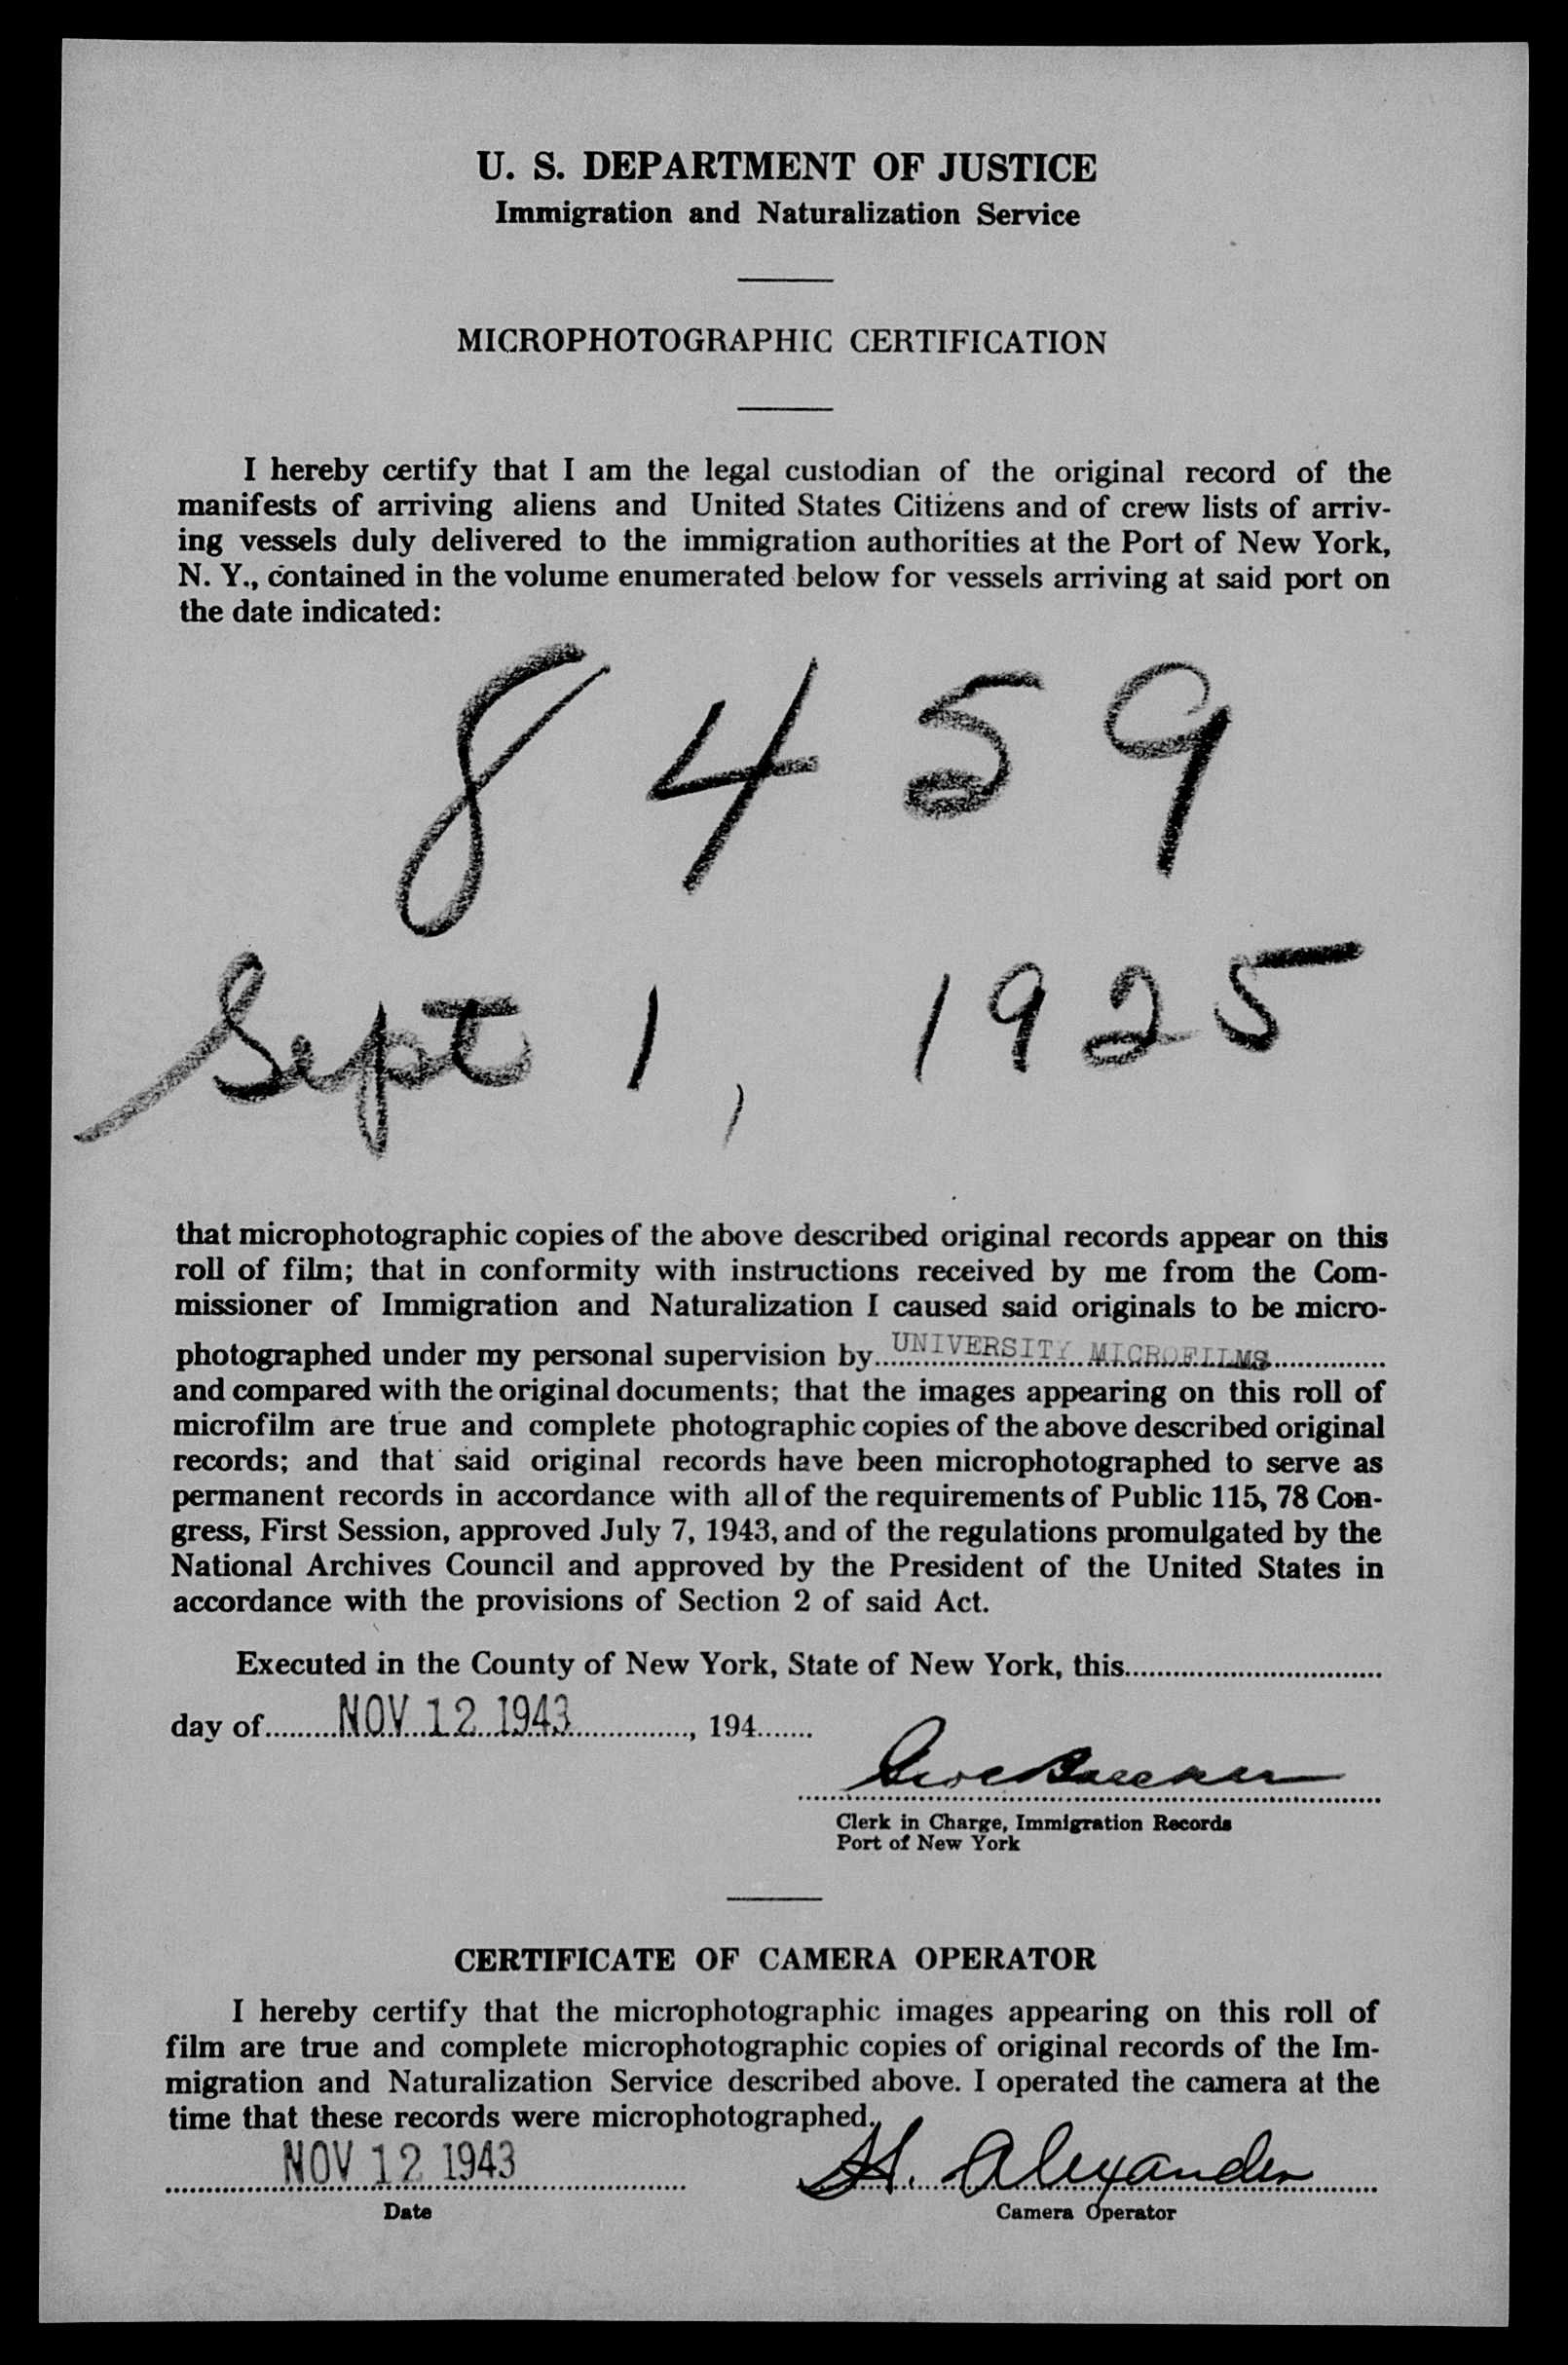 U. S. DEPARTMENT OF JUSTICE
Immigration and Naturalization Service
MICROPHOTOGRAPHIC CERTIFICATION
I hereby certify that I am the legal custodian of the original record of the
manifests of arriving aliens and United States Citizens and of crew lists of arriv-
ing vessels duly delivered to the immigration authorities at the Port of New York,
N. Y., contained in the volume enumerated below for vessels arriving at said port on
the date indicated:
8459
Sept 1, 1925
that microphotographic copies of the above described original records appear on this
roll of film; that in conformity with instructions received by me from the Com-
missioner of Immigration and Naturalization I caused said originals to be micro-
photographed under my personal supervision by UNIVERSITY MICROFILMS
and compared with the original documents; that the images appearing on this roll of
microfilm are true and complete photographic copies of the above described original
records; and that said original records have been microphotographed to serve as
permanent records in accordance with all of the requirements of Public 115, 78 Con-
gress, First Session, approved July 7, 1943, and of the regulations promulgated by the
National Archives Council and approved by the President of the United States in
accordance with the provisions of Section 2 of said Act.
Executed in the County of New York, State of New York, this
day of NOV 12 1943, 194
Clerk in Charge, Immigration Records
Port of New York
CERTIFICATE OF CAMERA OPERATOR
I hereby certify that the microphotographic images appearing on this roll of
film are true and complete microphotographic copies of original records of the Im-
migration and Naturalization Service described above. I operated the camera at the
time that these records were microphotographed.
NOV 12 1943 H. Alexander
Date Camera Operator